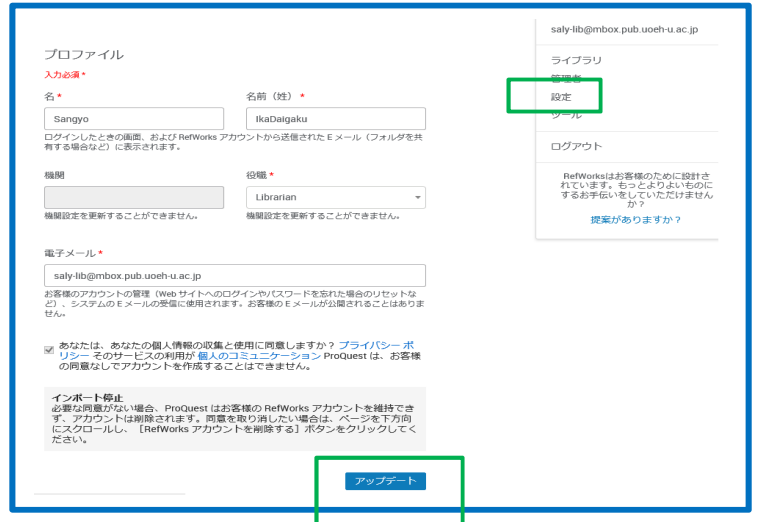 プロファイル
入力必須*
名*
名前（姓）*
Sangyo
IkaDaigaku
ログインしたときの画面、および RefWorks アカウントから送信された E メール（フォルダを共
有する場合など）に表示されます。
機関
役職*
Librarian
機関設定を更新することができません。
機関設定を更新することができません。
電子メール*
saly-lib@mbox.pub.uoeh-u.ac.jp
お客様のアカウントの管理（Web サイトへのログインやパスワードを忘れた場合のリセットな
ど）、システムの E メールの受信に使用されます。お客様の E メールが公開されることはありま
せん。
あなたは、あなたの個人情報の収集と使用に同意しますか？ プライバシー ポ
リシー そのサービスの利用が 個人のコミュニケーション ProQuest は、お客様
の同意なしでアカウントを作成することはできません。
インポート停止
必要な同意がない場合、ProQuest はお客様の RefWorks アカウントを維持でき
ず、アカウントは削除されます。同意を取り消したい場合は、ページを下方向
にスクロールし、［RefWorks アカウントを削除する］ボタンをクリックしてく
ださい。
アップデート
saly-lib@mbox.pub.uoeh-u.ac.jp
ライブラリ
管理者
設定
ツール
ログアウト
RefWorksはお客様のために設計さ
れています。もっとよりよいものに
するお手伝いをしていただけません
か？
提案がありますか？